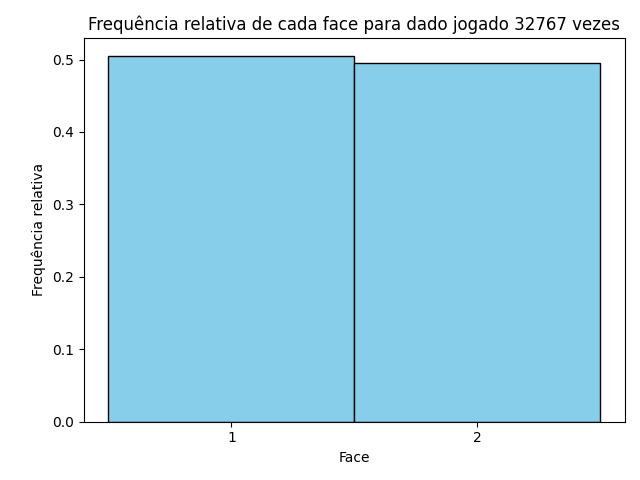 Frequência relativa de cada face para dado jogado 32767 vezes
0.5
0.4
0.3
0.2
0.1
0.0
Frequência relativa
1 2
Face